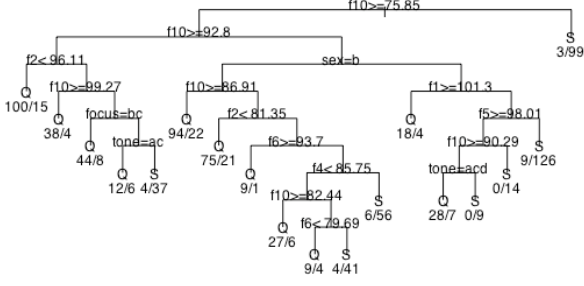 f10>=75.85
f10>=92.8
S
3/99
f2< 96.11
sex=b
Q
100/15
f10>=99.27
f10>=86.91
f1>=101.3
Q
38/4
focus=bc
Q
94/22
f2< 81.35
Q
18/4
f5>=98.01
Q
44/8
tone=ac
Q
75/21
f6>=93.7
f10>=90.29
S
9/126
Q
12/6
S
4/37
Q
9/1
f4< 85.75
tone=acd
S
0/14
f10>=82.44
S
6/56
Q
28/7
S
0/9
Q
27/6
f6< 79.69
Q
9/4
S
4/41